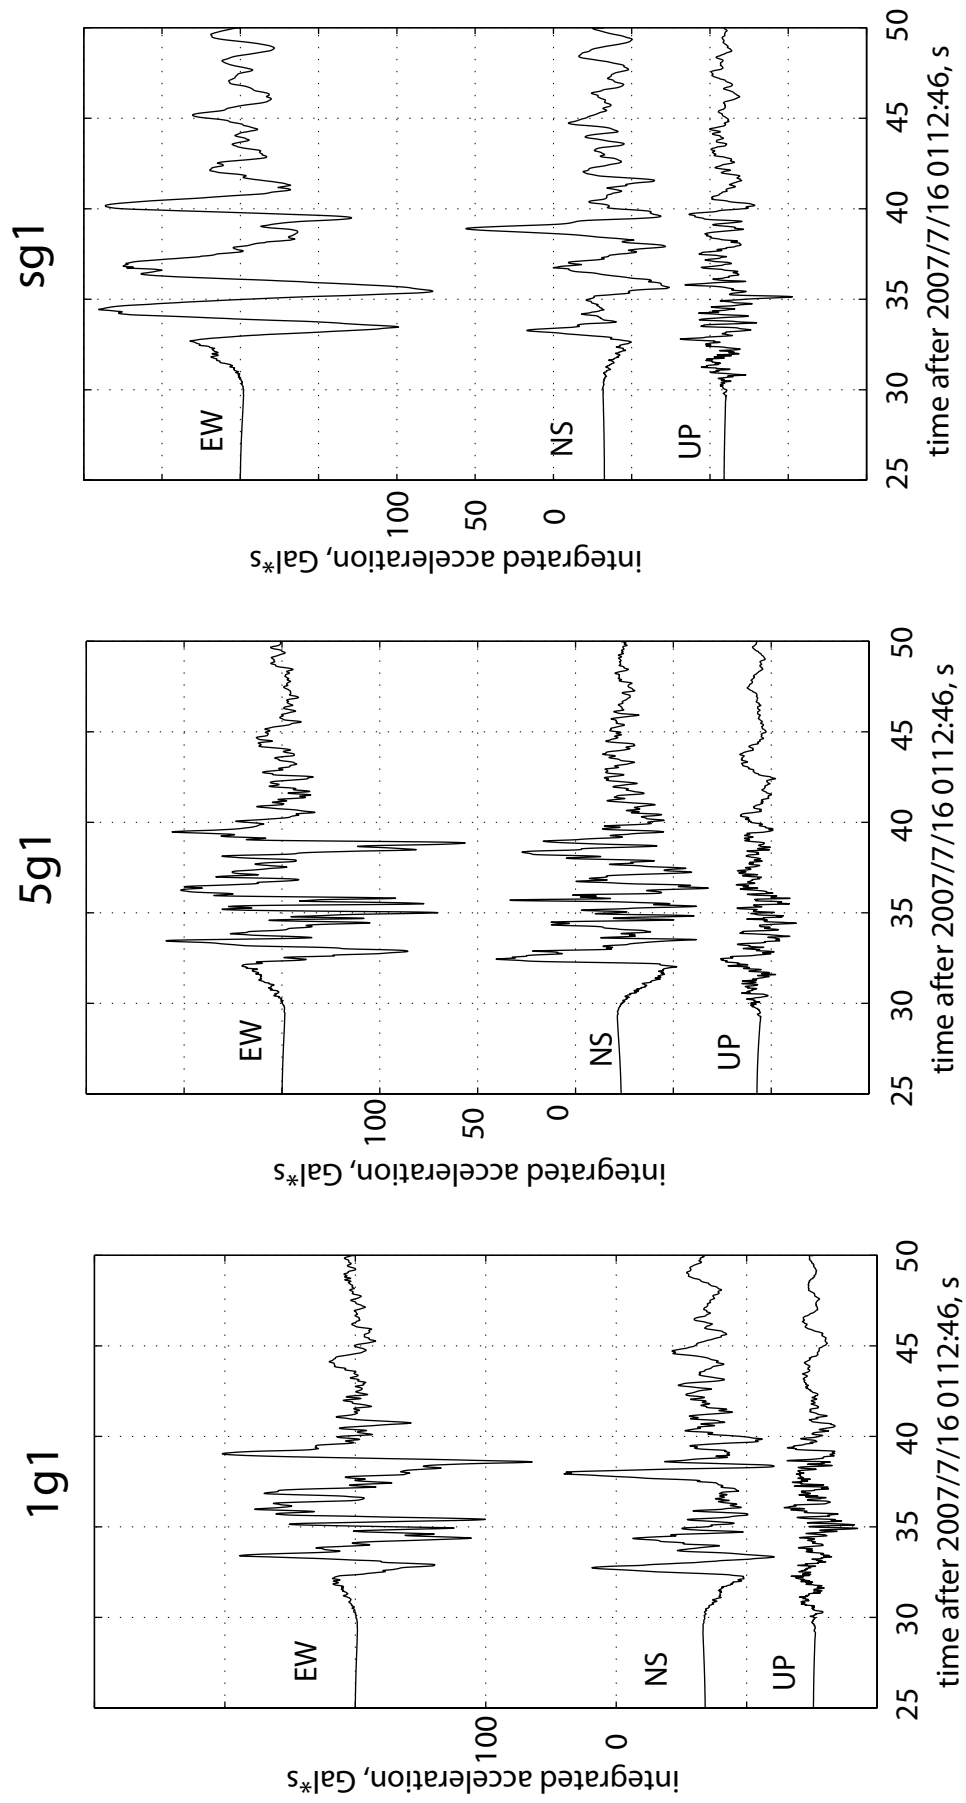 1g1
integrated acceleration, Gal*s
100
0
EW
NS
UP
25 30 35 40 45 50
time after 2007/7/16 0112:46, s
5g1
integrated acceleration, Gal*s
100
50
0
EW
NS
UP
25 30 35 40 45 50
time after 2007/7/16 0112:46, s
sg1
integrated acceleration, Gal*s
100
50
0
EW
NS
UP
25 30 35 40 45 50
time after 2007/7/16 0112:46, s